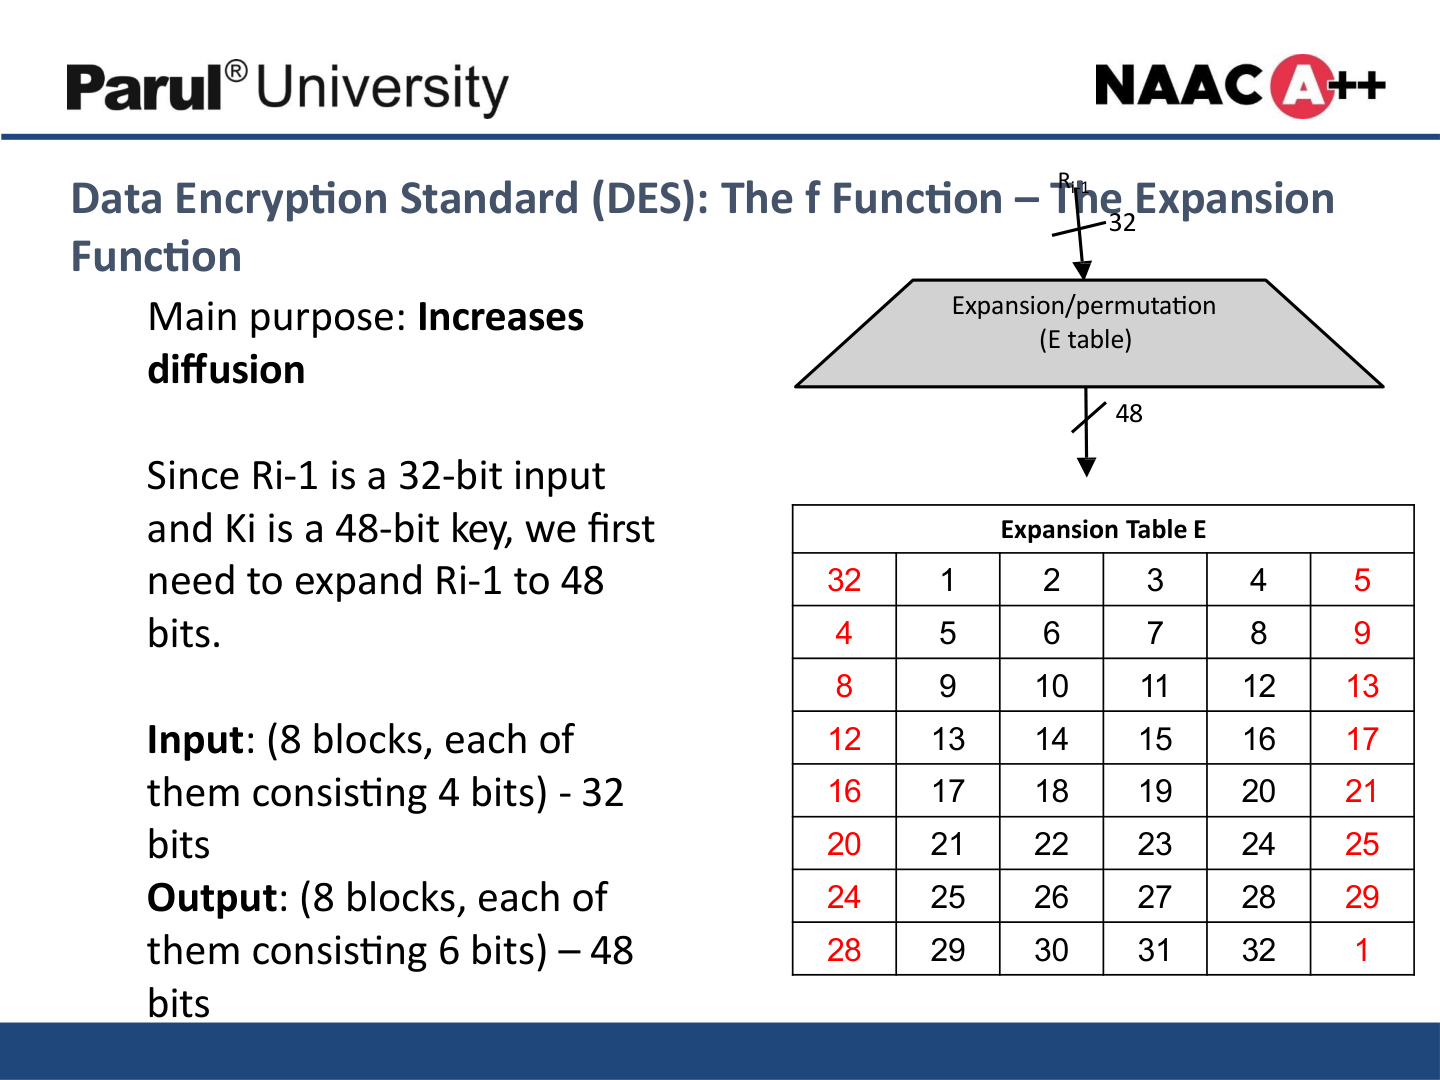 Parul® University
NAAC A++
Data Encryption Standard (DES): The f Function – The Expansion
Function
Main purpose: Increases
diffusion
Since Ri-1 is a 32-bit input
and Ki is a 48-bit key, we first
need to expand Ri-1 to 48
bits.
Input: (8 blocks, each of
them consisting 4 bits) - 32
bits
Output: (8 blocks, each of
them consisting 6 bits) – 48
bits
Ri-1
32
Expansion/permutation
(E table)
48
Expansion Table E
32 1 2 3 4 5
4 5 6 7 8 9
8 9 10 11 12 13
12 13 14 15 16 17
16 17 18 19 20 21
20 21 22 23 24 25
24 25 26 27 28 29
28 29 30 31 32 1